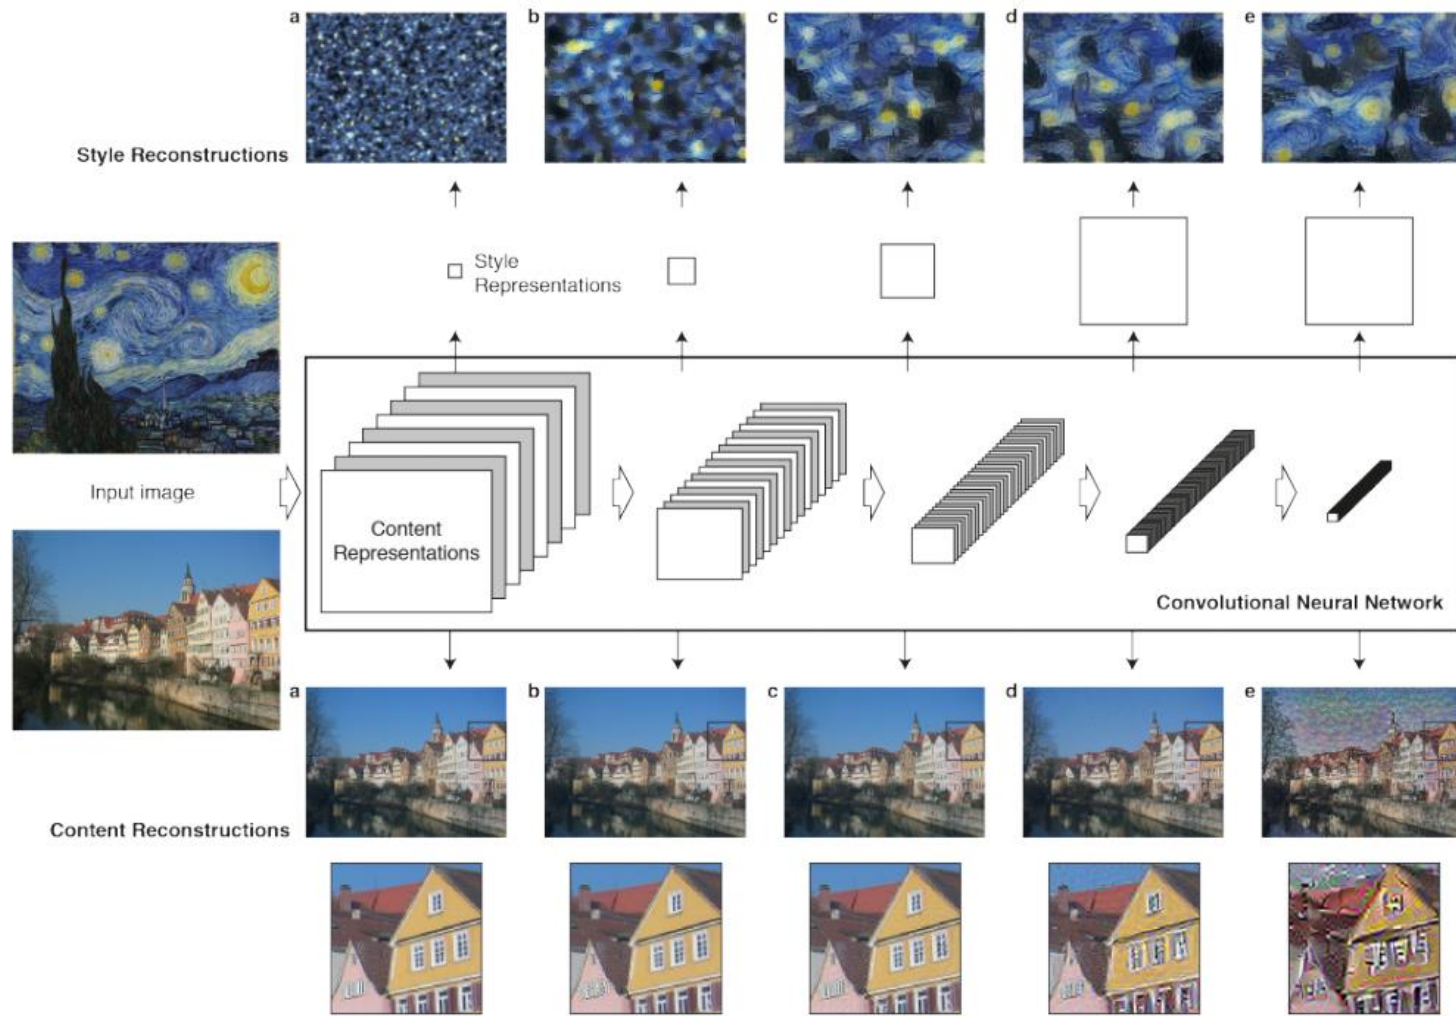 a b c d e
Style Reconstructions
Style
Representations
Input image
Content
Representations
Convolutional Neural Network
a b c d e
Content Reconstructions